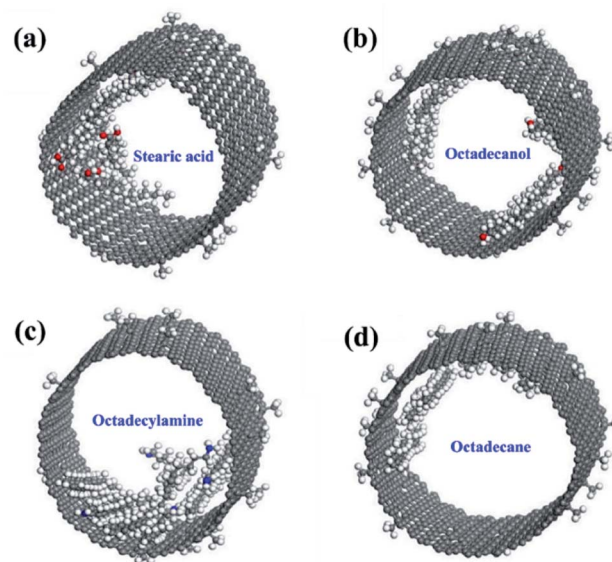 (a)
Stearic acid
(b)
Octadecanol
(c)
Octadecylamine
(d)
Octadecane